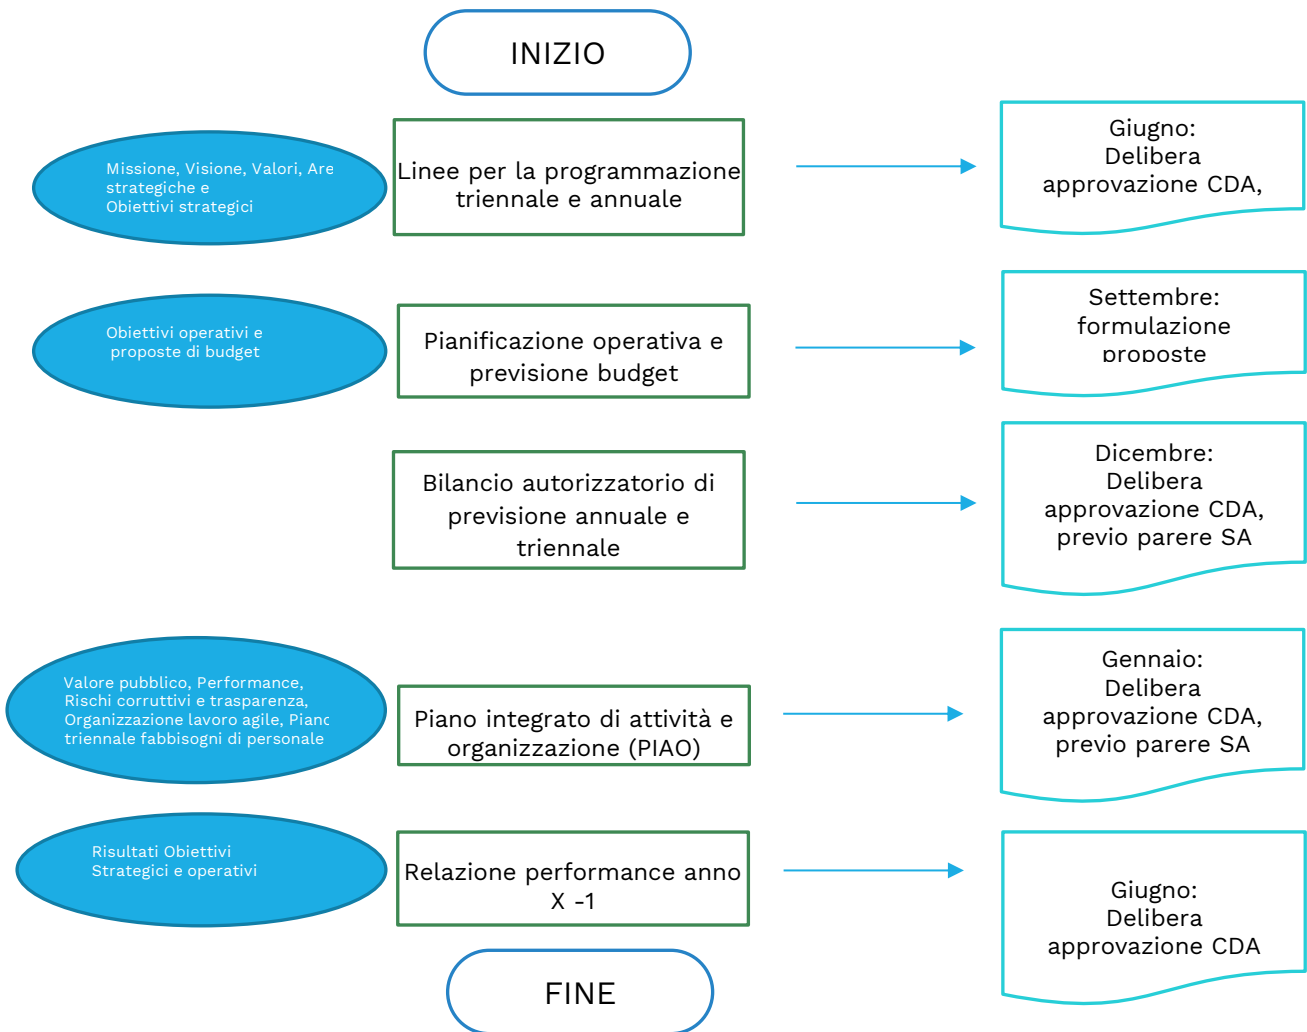 INIZIO
Missione, Visione, Valori, Are
strategiche e
Obiettivi strategici
Linee per la programmazione
triennale e annuale
Giugno:
Delibera
approvazione CDA,
Obiettivi operativi e
proposte di budget
Pianificazione operativa e
previsione budget
Settembre:
formulazione
proposte
Bilancio autorizzatorio di
previsione annuale e
triennale
Dicembre:
Delibera
approvazione CDA,
previo parere SA
Valore pubblico, Performance,
Rischi corruttivi e trasparenza,
Organizzazione lavoro agile, Piano
triennale fabbisogni di personale
Piano integrato di attività e
organizzazione (PIAO)
Gennaio:
Delibera
approvazione CDA,
previo parere SA
Risultati Obiettivi
Strategici e operativi
Relazione performance anno
X -1
Giugno:
Delibera
approvazione CDA
FINE